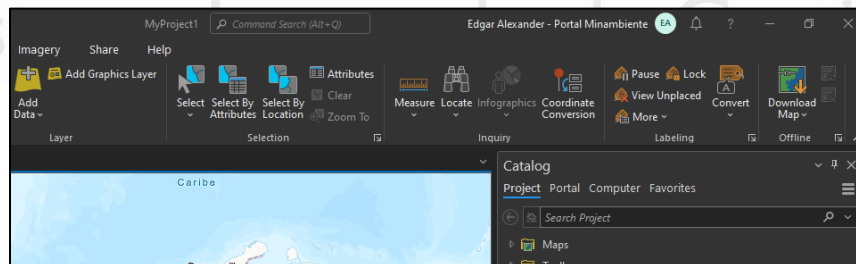 MyProject1 Command Search (Alt+Q) Edgar Alexander - Portal Minambiente EA ?
Imagery Share Help
Add Graphics Layer
Add Data
Layer
Select
Select By Attributes
Select By Location
Attributes
Clear
Zoom To
Selection
Measure
Locate
Infographics
Coordinate Conversion
Inquiry
Pause Lock
View Unplaced
More
Convert
Labeling
Download Map
Offline
Caribe
Catalog
Project Portal Computer Favorites
Search Project
Maps